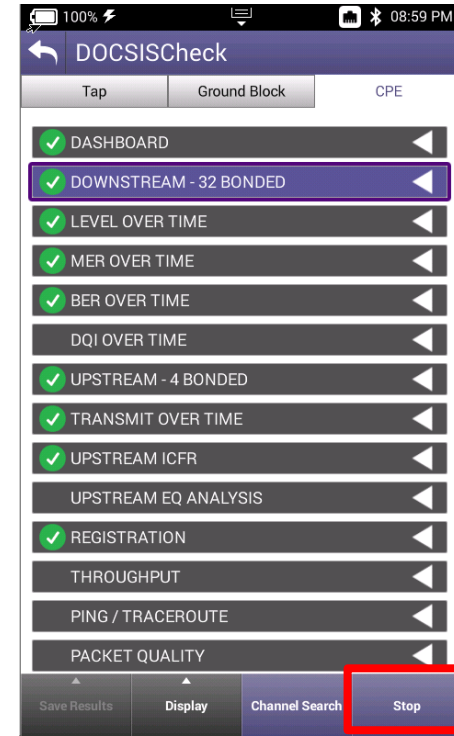 100% 08:59 PM
DOCSISCheck
Tap Ground Block CPE
DASHBOARD
DOWNSTREAM - 32 BONDED
LEVEL OVER TIME
MER OVER TIME
BER OVER TIME
DQI OVER TIME
UPSTREAM - 4 BONDED
TRANSMIT OVER TIME
UPSTREAM ICFR
UPSTREAM EQ ANALYSIS
REGISTRATION
THROUGHPUT
PING / TRACEROUTE
PACKET QUALITY
Save Results Display Channel Search Stop